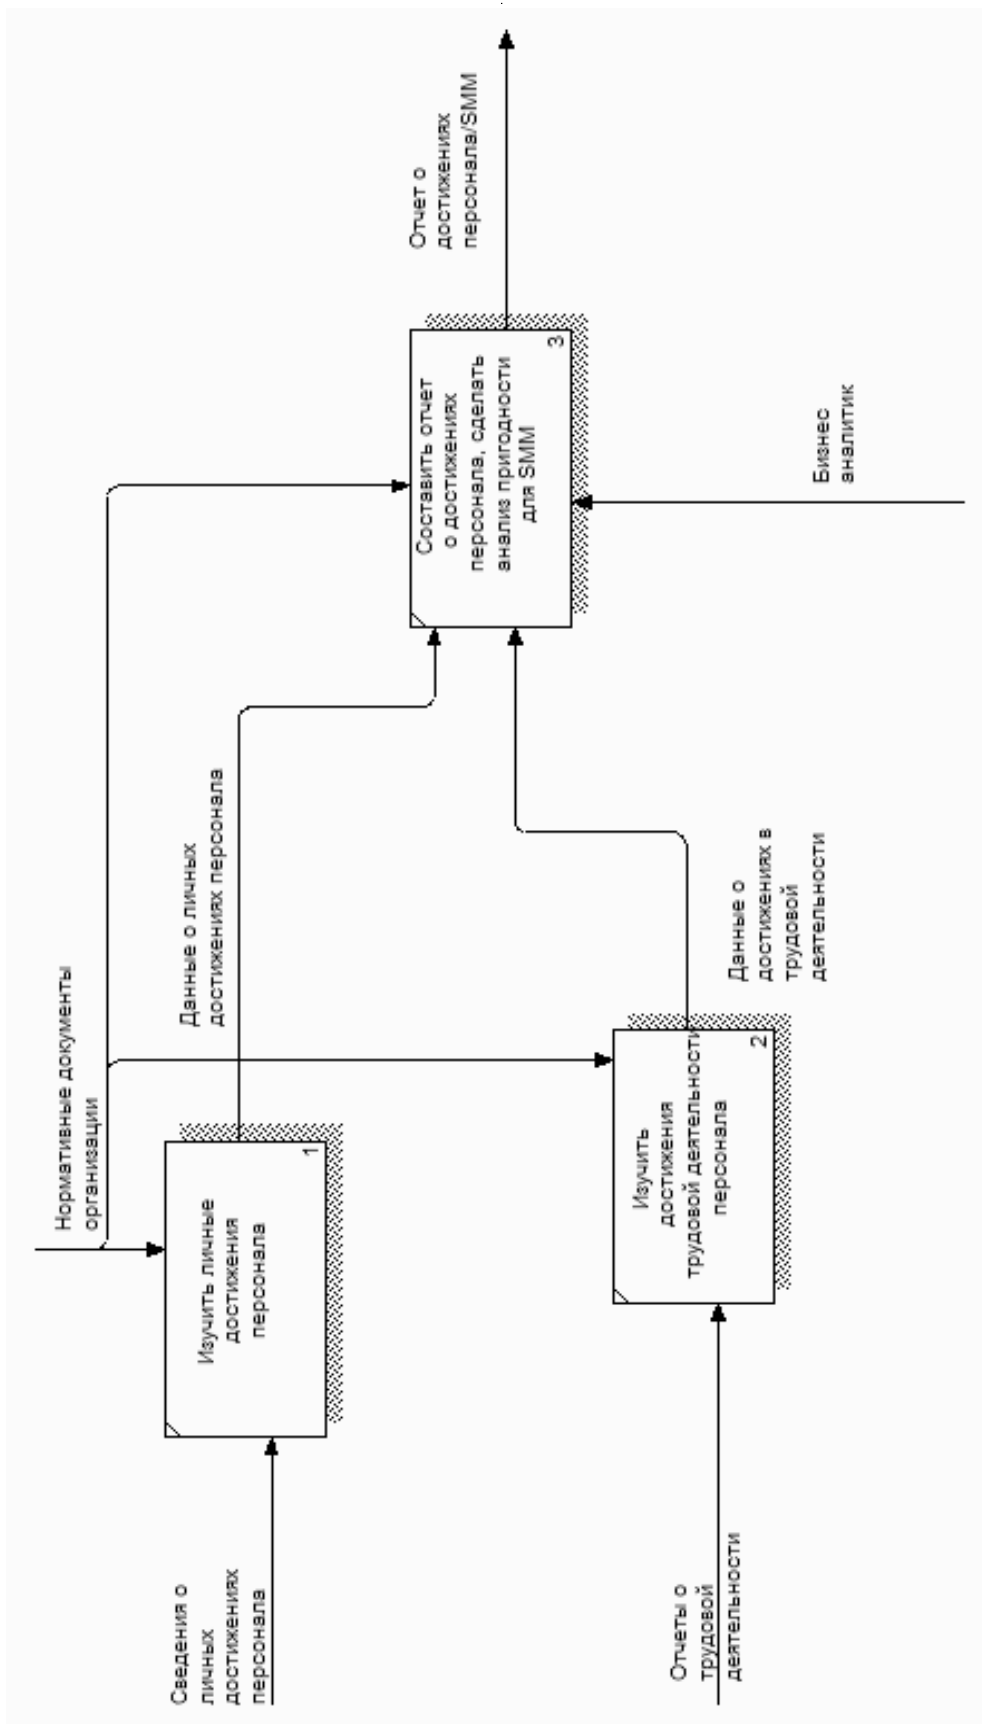 Нормативные документы
организации
Сведения о
личных
достижениях
персонала
Изучить личные
достижения
персонала
1
Данные о личных
достижениях персонала
Отчет о
достижениях
персонала/SMM
Составить отчет
о достижениях
персонала, сделать
анализ пригодности
для SMM
3
Отчеты о
трудовой
деятельности
Изучить
достижения
трудовой деятельности
персонала
2
Данные о
достижениях в
трудовой
деятельности
Бизнес
аналитик